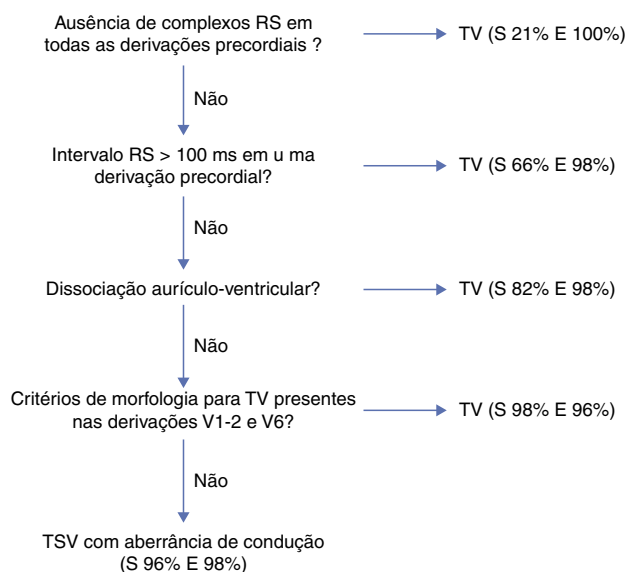 Ausência de complexos RS em
todas as derivações precordiais ?
TV (S 21% E 100%)
Não
Intervalo RS > 100 ms em u ma
derivação precordial?
TV (S 66% E 98%)
Não
Dissociação aurículo-ventricular?
TV (S 82% E 98%)
Não
Critérios de morfologia para TV presentes
nas derivações V1-2 e V6?
TV (S 98% E 96%)
Não
TSV com aberrância de condução
(S 96% E 98%)